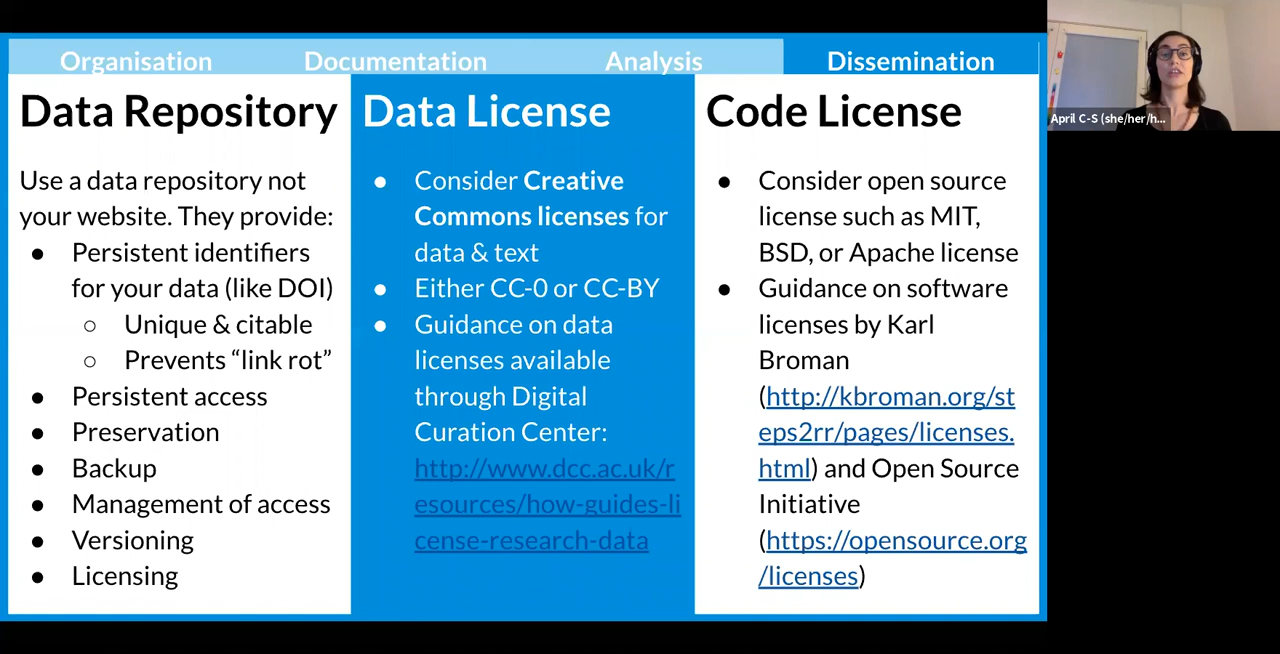 Organisation Documentation Analysis Dissemination
Data Repository
Use a data repository not
your website. They provide:
● Persistent identifiers
for your data (like DOI)
○ Unique & citable
○ Prevents “link rot”
● Persistent access
● Preservation
● Backup
● Management of access
● Versioning
● Licensing
Data License
● Consider Creative
Commons licenses for
data & text
● Either CC-0 or CC-BY
● Guidance on data
licenses available
through Digital
Curation Center:
http://www.dcc.ac.uk/r
esources/how-guides-li
cense-research-data
Code License
● Consider open source
license such as MIT,
BSD, or Apache license
● Guidance on software
licenses by Karl
Broman
(http://kbroman.org/st
eps2rr/pages/licenses.
html) and Open Source
Initiative
(https://opensource.org
/licenses)
April C-S (she/her/h...